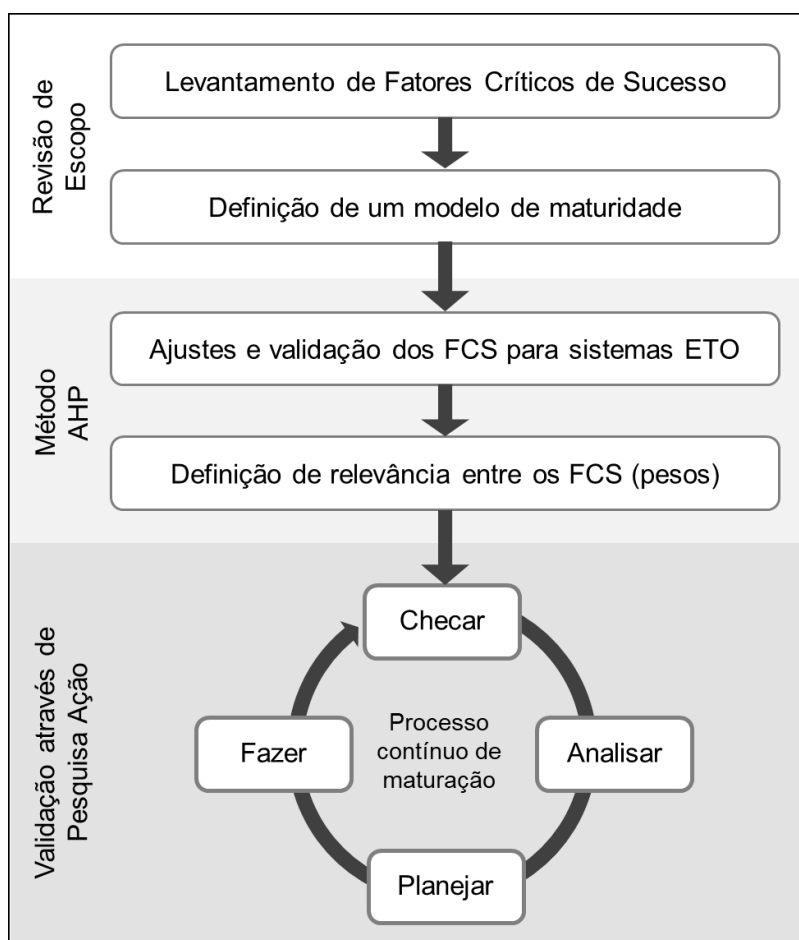 Revisão de
Escopo
Levantamento de Fatores Críticos de Sucesso
Definição de um modelo de maturidade
Método
AHP
Ajustes e validação dos FCS para sistemas ETO
Definição de relevância entre os FCS (pesos)
Validação através de
Pesquisa Ação
Checar
Fazer
Processo
contínuo de
maturação
Analisar
Planejar